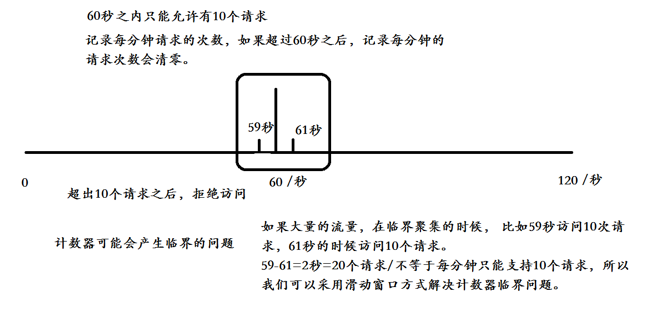 60秒之内只能允许有10个请求
记录每分钟请求的次数，如果超过60秒之后，记录每分钟的
请求次数会清零。
59秒
61秒
0
60 /秒
120 /秒
超出10个请求之后，拒绝访问
如果大量的流量，在临界聚集的时候， 比如59秒访问10次请
求，61秒的时候访问10个请求。
计数器可能会产生临界的问题
59-61=2秒=20个请求/不等于每分钟只能支持10个请求，所以
我们可以采用滑动窗口方式解决计数器临界问题。